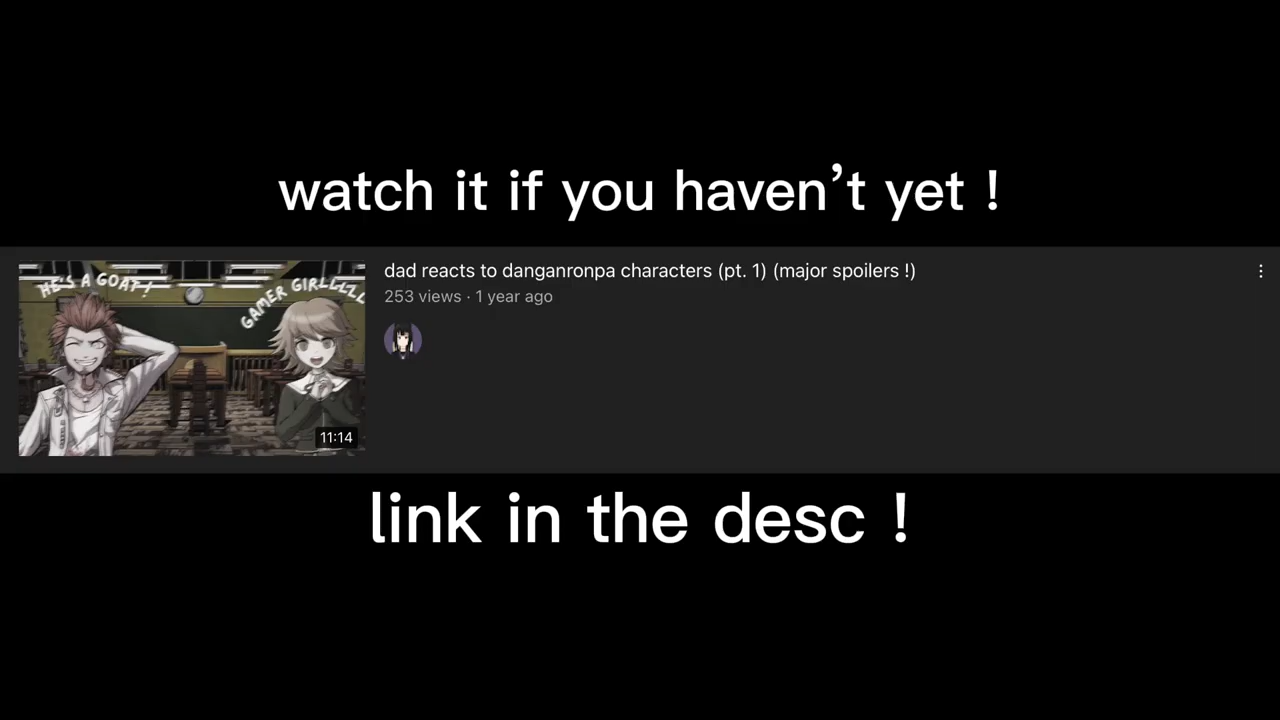 watch it if you haven’t yet !
HE'S A GOAT !
GAMER GIRLLLLL
11:14
dad reacts to danganronpa characters (pt. 1) (major spoilers !)
253 views · 1 year ago
link in the desc !